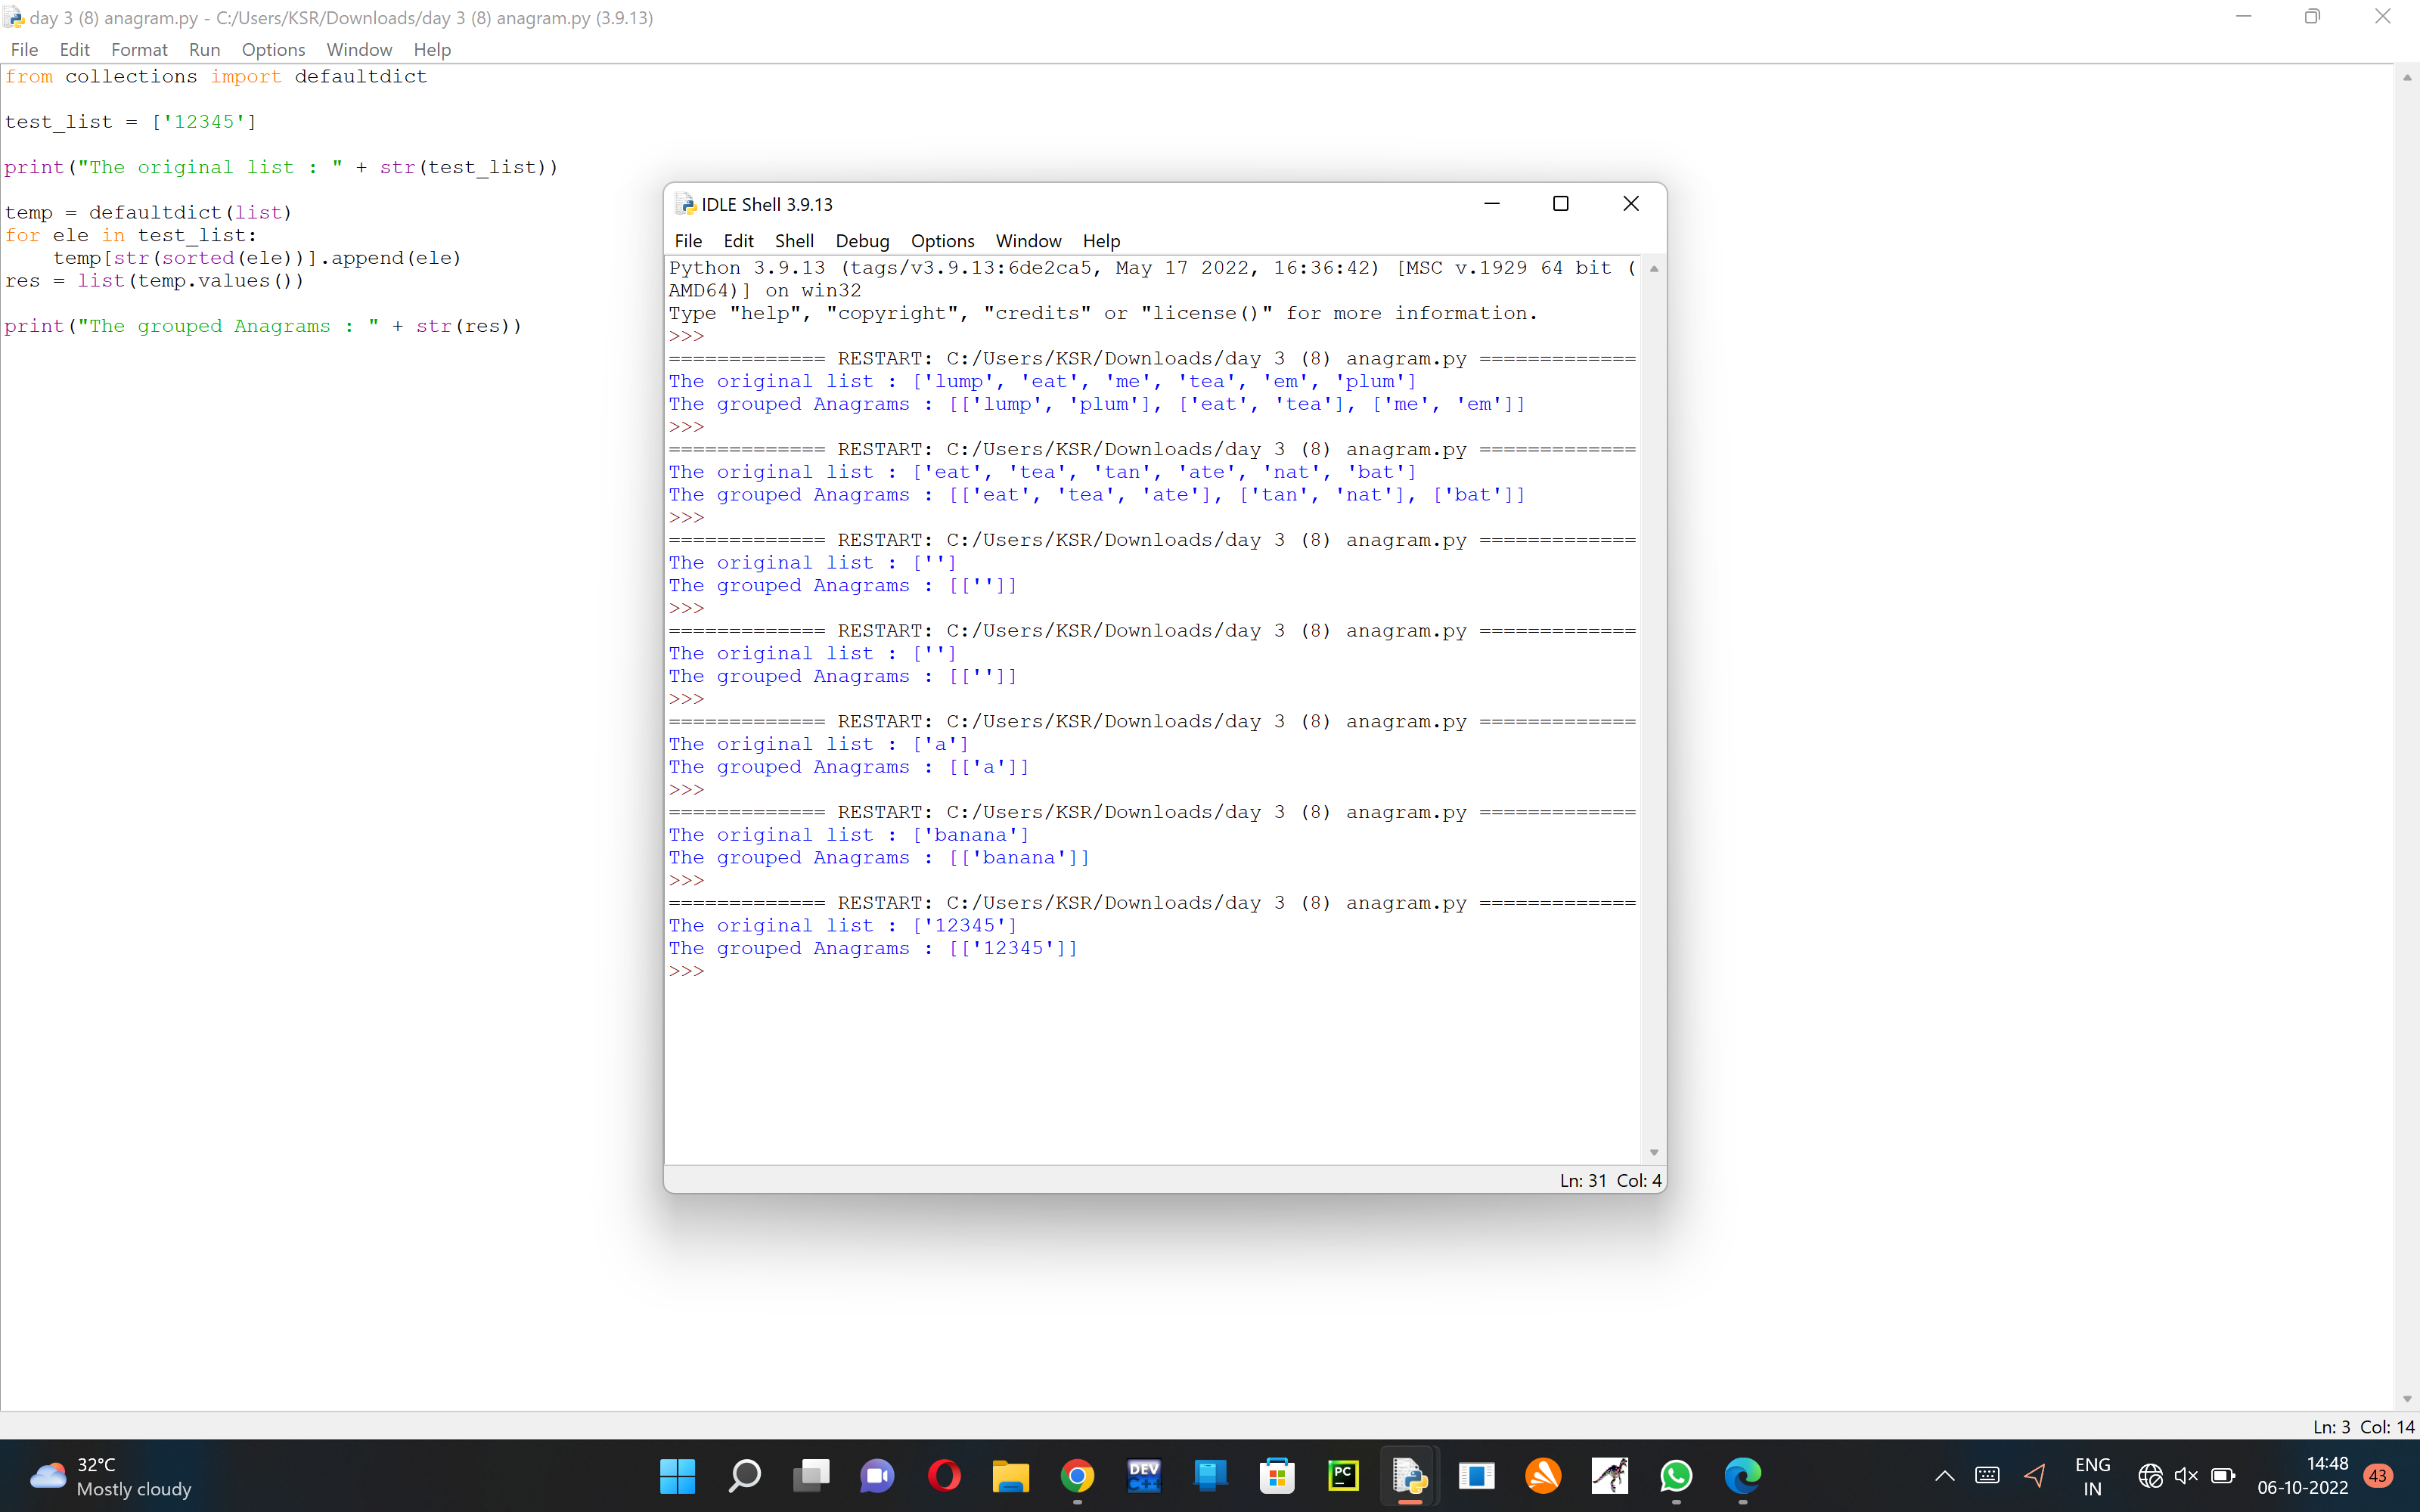 day 3 (8) anagram.py - C:/Users/KSR/Downloads/day 3 (8) anagram.py (3.9.13)
File Edit Format Run Options Window Help
from collections import defaultdict
test_list = ['12345']
print("The original list : " + str(test_list))
temp = defaultdict(list)
for ele in test_list:
    temp[str(sorted(ele))].append(ele)
res = list(temp.values())
print("The grouped Anagrams : " + str(res))
IDLE Shell 3.9.13
File Edit Shell Debug Options Window Help
Python 3.9.13 (tags/v3.9.13:6de2ca5, May 17 2022, 16:36:42) [MSC v.1929 64 bit (
AMD64)] on win32
Type "help", "copyright", "credits" or "license()" for more information.
>>>
============= RESTART: C:/Users/KSR/Downloads/day 3 (8) anagram.py =============
The original list : ['lump', 'eat', 'me', 'tea', 'em', 'plum']
The grouped Anagrams : [['lump', 'plum'], ['eat', 'tea'], ['me', 'em']]
>>>
============= RESTART: C:/Users/KSR/Downloads/day 3 (8) anagram.py =============
The original list : ['eat', 'tea', 'tan', 'ate', 'nat', 'bat']
The grouped Anagrams : [['eat', 'tea', 'ate'], ['tan', 'nat'], ['bat']]
>>>
============= RESTART: C:/Users/KSR/Downloads/day 3 (8) anagram.py =============
The original list : ['']
The grouped Anagrams : [['']]
>>>
============= RESTART: C:/Users/KSR/Downloads/day 3 (8) anagram.py =============
The original list : ['']
The grouped Anagrams : [['']]
>>>
============= RESTART: C:/Users/KSR/Downloads/day 3 (8) anagram.py =============
The original list : ['a']
The grouped Anagrams : [['a']]
>>>
============= RESTART: C:/Users/KSR/Downloads/day 3 (8) anagram.py =============
The original list : ['banana']
The grouped Anagrams : [['banana']]
>>>
============= RESTART: C:/Users/KSR/Downloads/day 3 (8) anagram.py =============
The original list : ['12345']
The grouped Anagrams : [['12345']]
>>>
Ln: 31 Col: 4
Ln: 3 Col: 14
32°C
Mostly cloudy
DEV
C++
PC
ENG
IN
14:48
06-10-2022
43